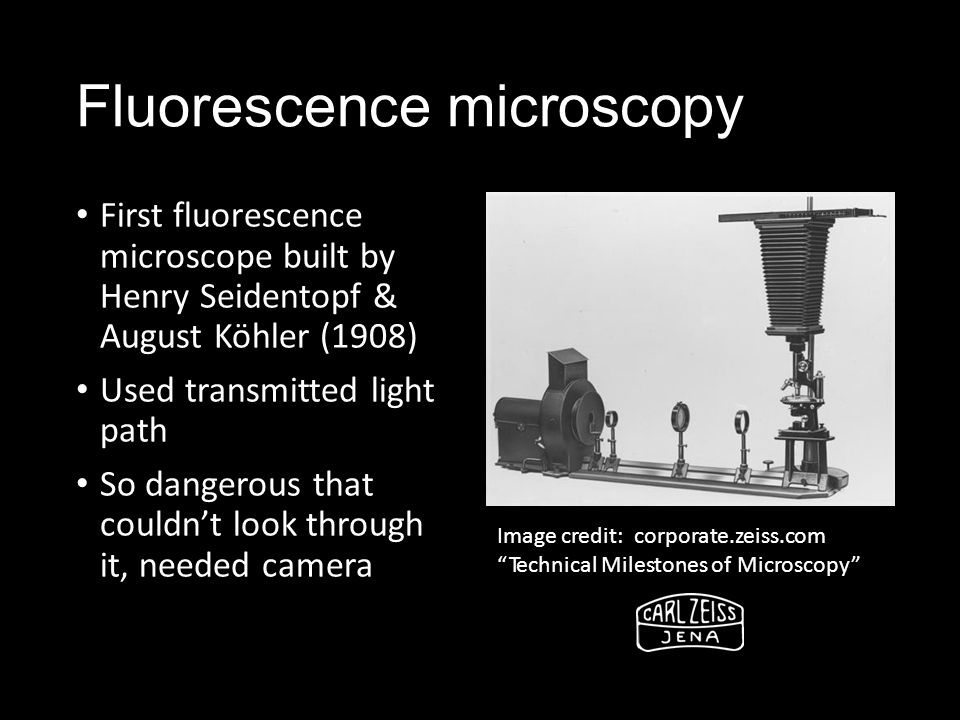 Fluorescence microscopy
• First fluorescence
microscope built by
Henry Seidentopf &
August Köhler (1908)
• Used transmitted light
path
• So dangerous that
couldn’t look through
it, needed camera
Image credit: corporate.zeiss.com
“Technical Milestones of Microscopy”
CARL ZEISS
JENA